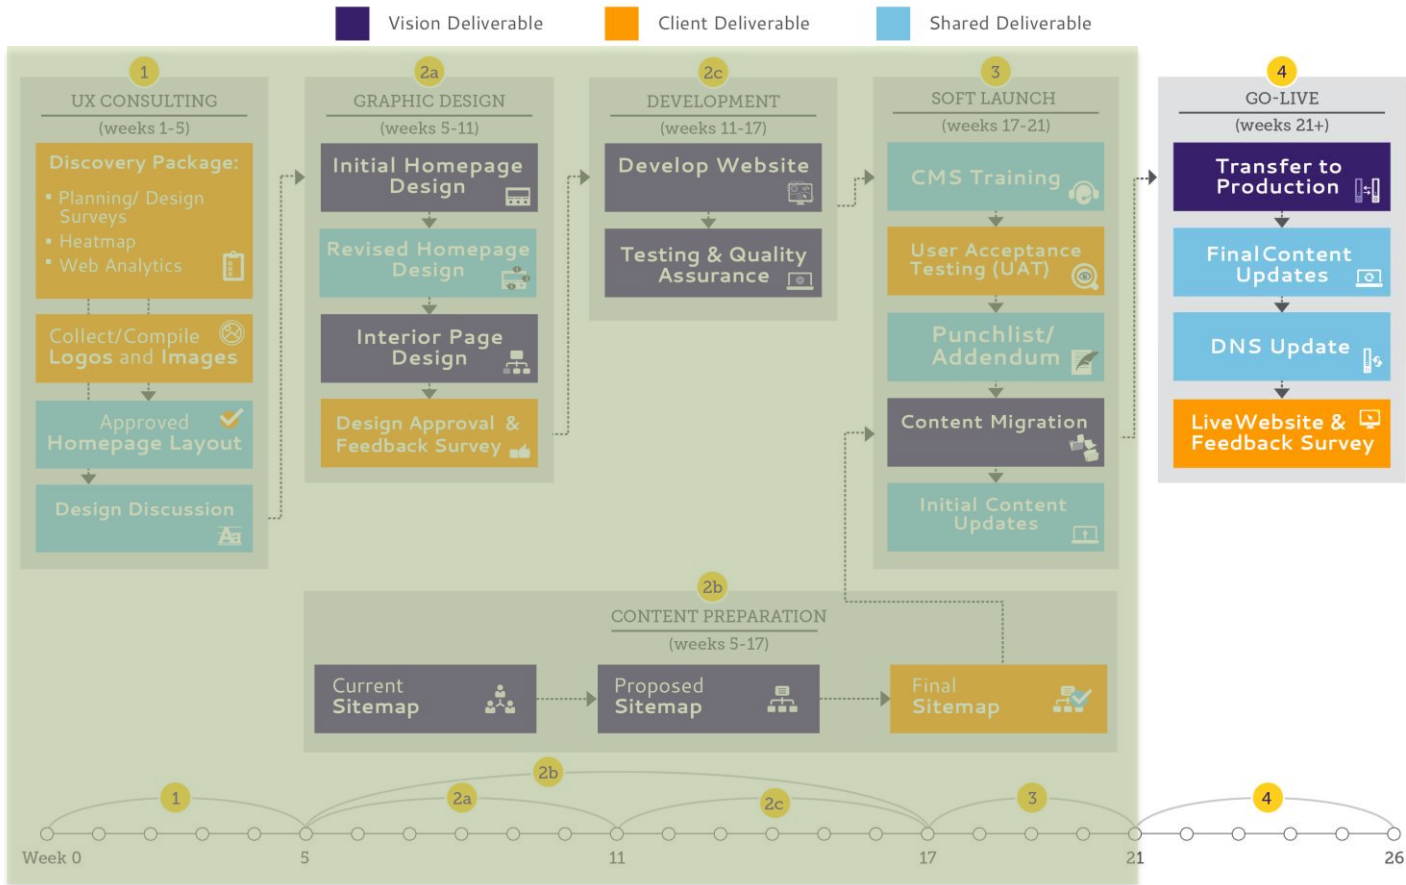 Vision Deliverable
Client Deliverable
Shared Deliverable
1
UX CONSULTING
(weeks 1-5)
Discovery Package:
▪ Planning/ Design
Surveys
▪ Heatmap
▪ Web Analytics
Collect/Compile
Logos and Images
Approved
Homepage Layout
Design Discussion
Aa
2a
GRAPHIC DESIGN
(weeks 5-11)
Initial Homepage
Design
Revised Homepage
Design
Interior Page
Design
Design Approval &
Feedback Survey
2c
DEVELOPMENT
(weeks 11-17)
Develop Website
Testing & Quality
Assurance
3
SOFT LAUNCH
(weeks 17-21)
CMS Training
User Acceptance
Testing (UAT)
Punchlist/
Addendum
Content Migration
Initial Content
Updates
4
GO-LIVE
(weeks 21+)
Transfer to
Production
Final Content
Updates
DNS Update
Live Website &
Feedback Survey
2b
CONTENT PREPARATION
(weeks 5-17)
Current
Sitemap
Proposed
Sitemap
Final
Sitemap
1
2b
2a
2c
3
4
Week 0
5
11
17
21
26